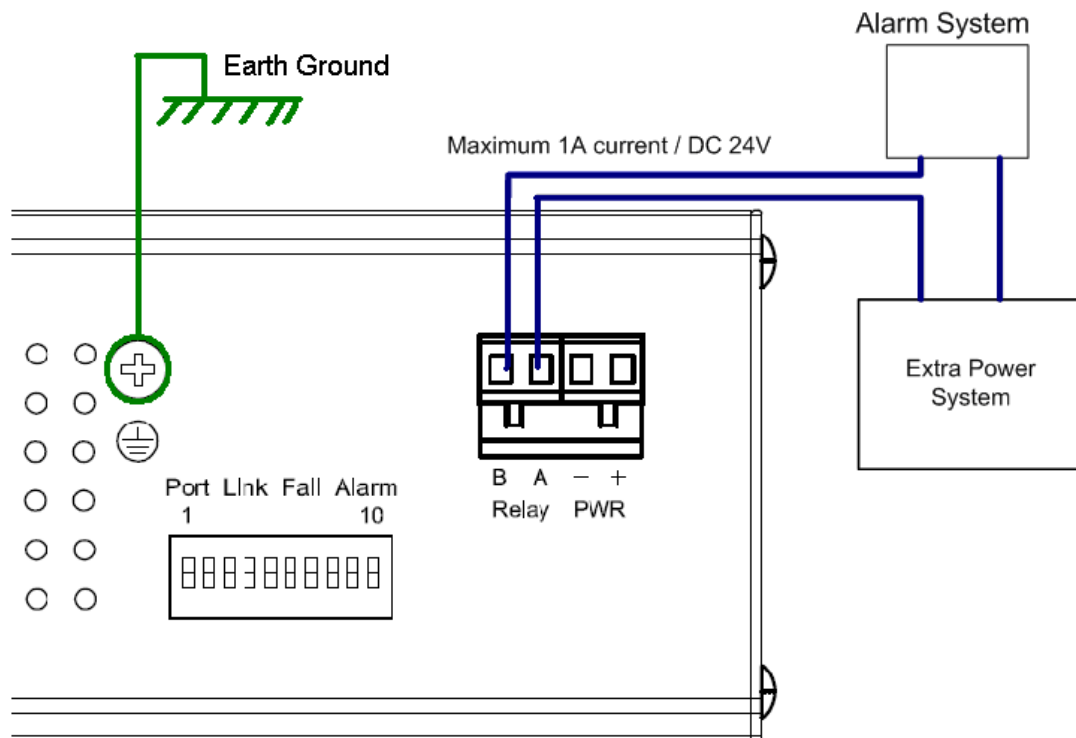 Alarm System
Earth Ground
Maximum 1A current / DC 24V
Extra Power
System
B A − +
Relay PWR
Port LInk Fall Alarm
1 10